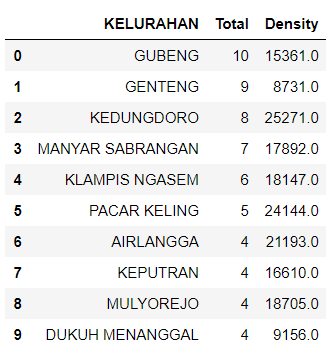 KELURAHAN Total Density
0 GUBENG 10 15361.0
1 GENTENG 9 8731.0
2 KEDUNGDORO 8 25271.0
3 MANYAR SABRANGAN 7 17892.0
4 KLAMPIS NGASEM 6 18147.0
5 PACAR KELING 5 24144.0
6 AIRLANGGA 4 21193.0
7 KEPUTRAN 4 16610.0
8 MULYOREJO 4 18705.0
9 DUKUH MENANGGAL 4 9156.0